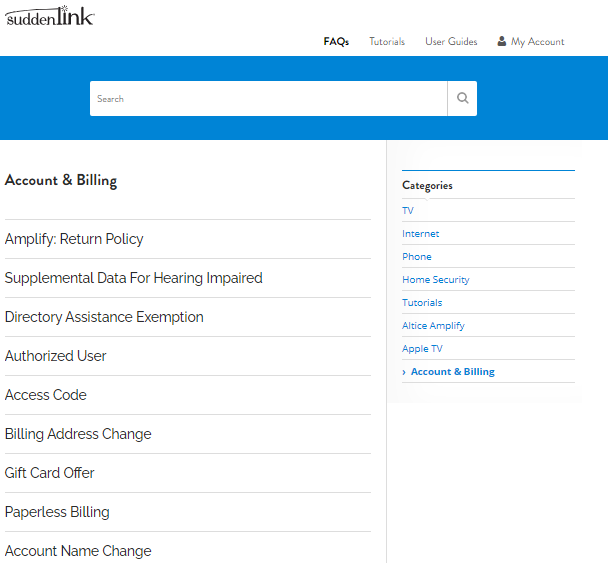 suddenlink
FAQs Tutorials User Guides My Account
Search
Account & Billing
Amplify: Return Policy
Supplemental Data For Hearing Impaired
Directory Assistance Exemption
Authorized User
Access Code
Billing Address Change
Gift Card Offer
Paperless Billing
Account Name Change
Categories
TV
Internet
Phone
Home Security
Tutorials
Altice Amplify
Apple TV
› Account & Billing